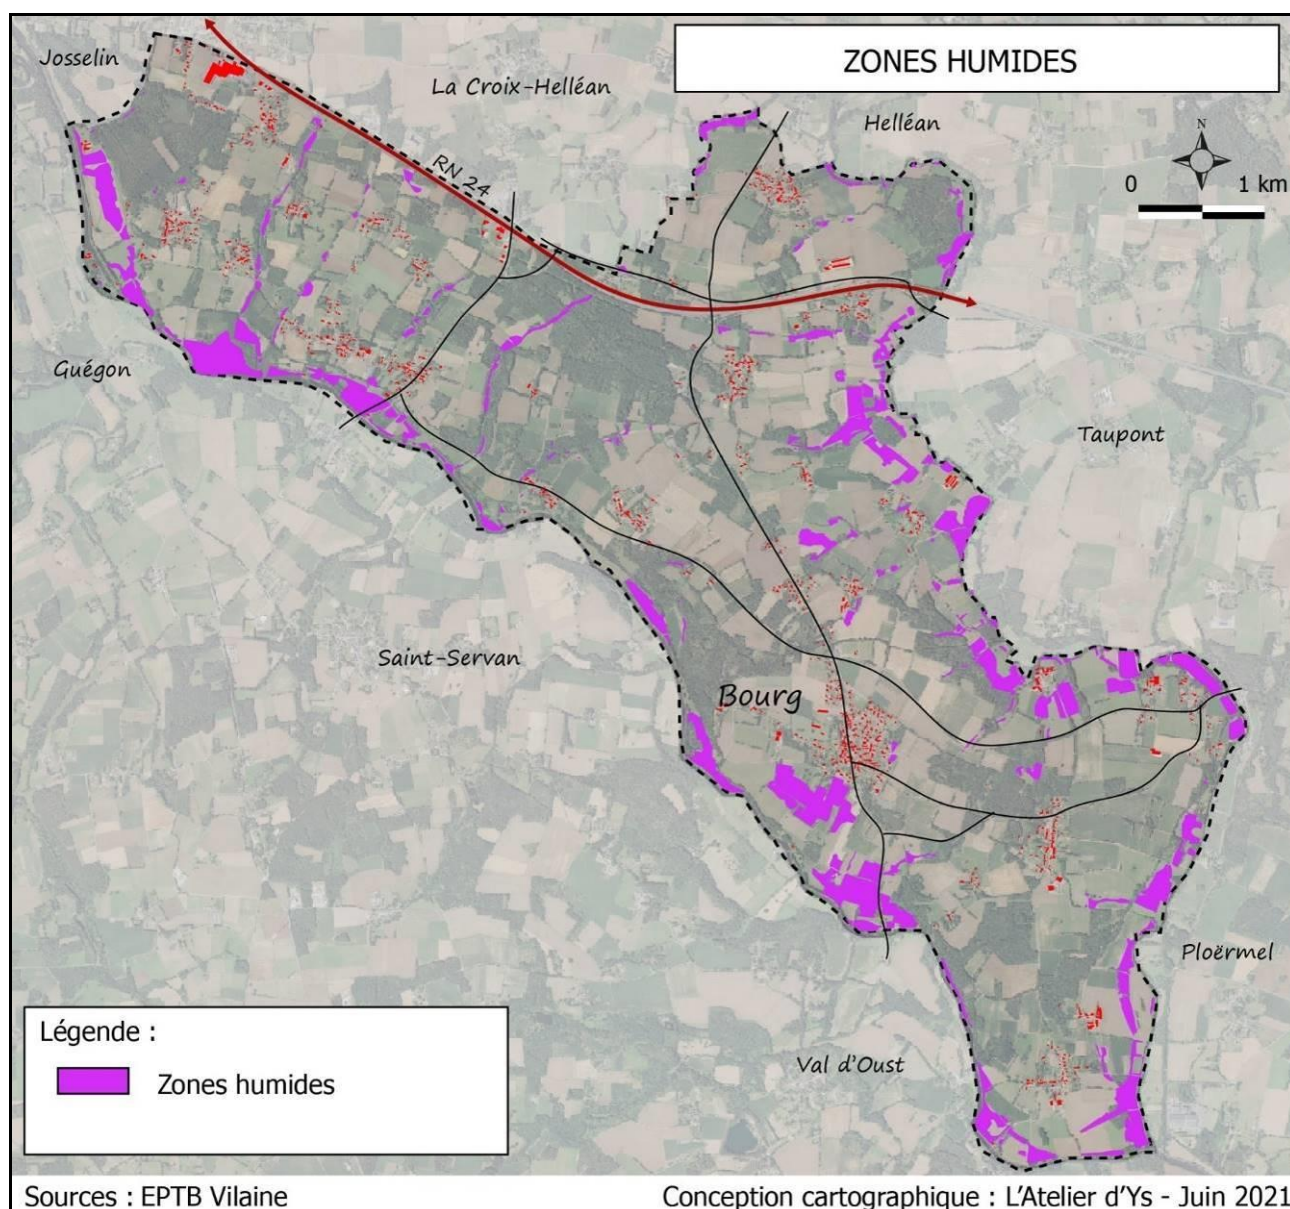 ZONES HUMIDES
Josselin
La Croix-Helléan
Helléan
N
0 1 km
RN 24
Guégon
Taupont
Saint-Servan
Bourg
Ploërmel
Val d'Oust
Légende :
Zones humides
Sources : EPTB Vilaine
Conception cartographique : L'Atelier d'Ys - Juin 2021